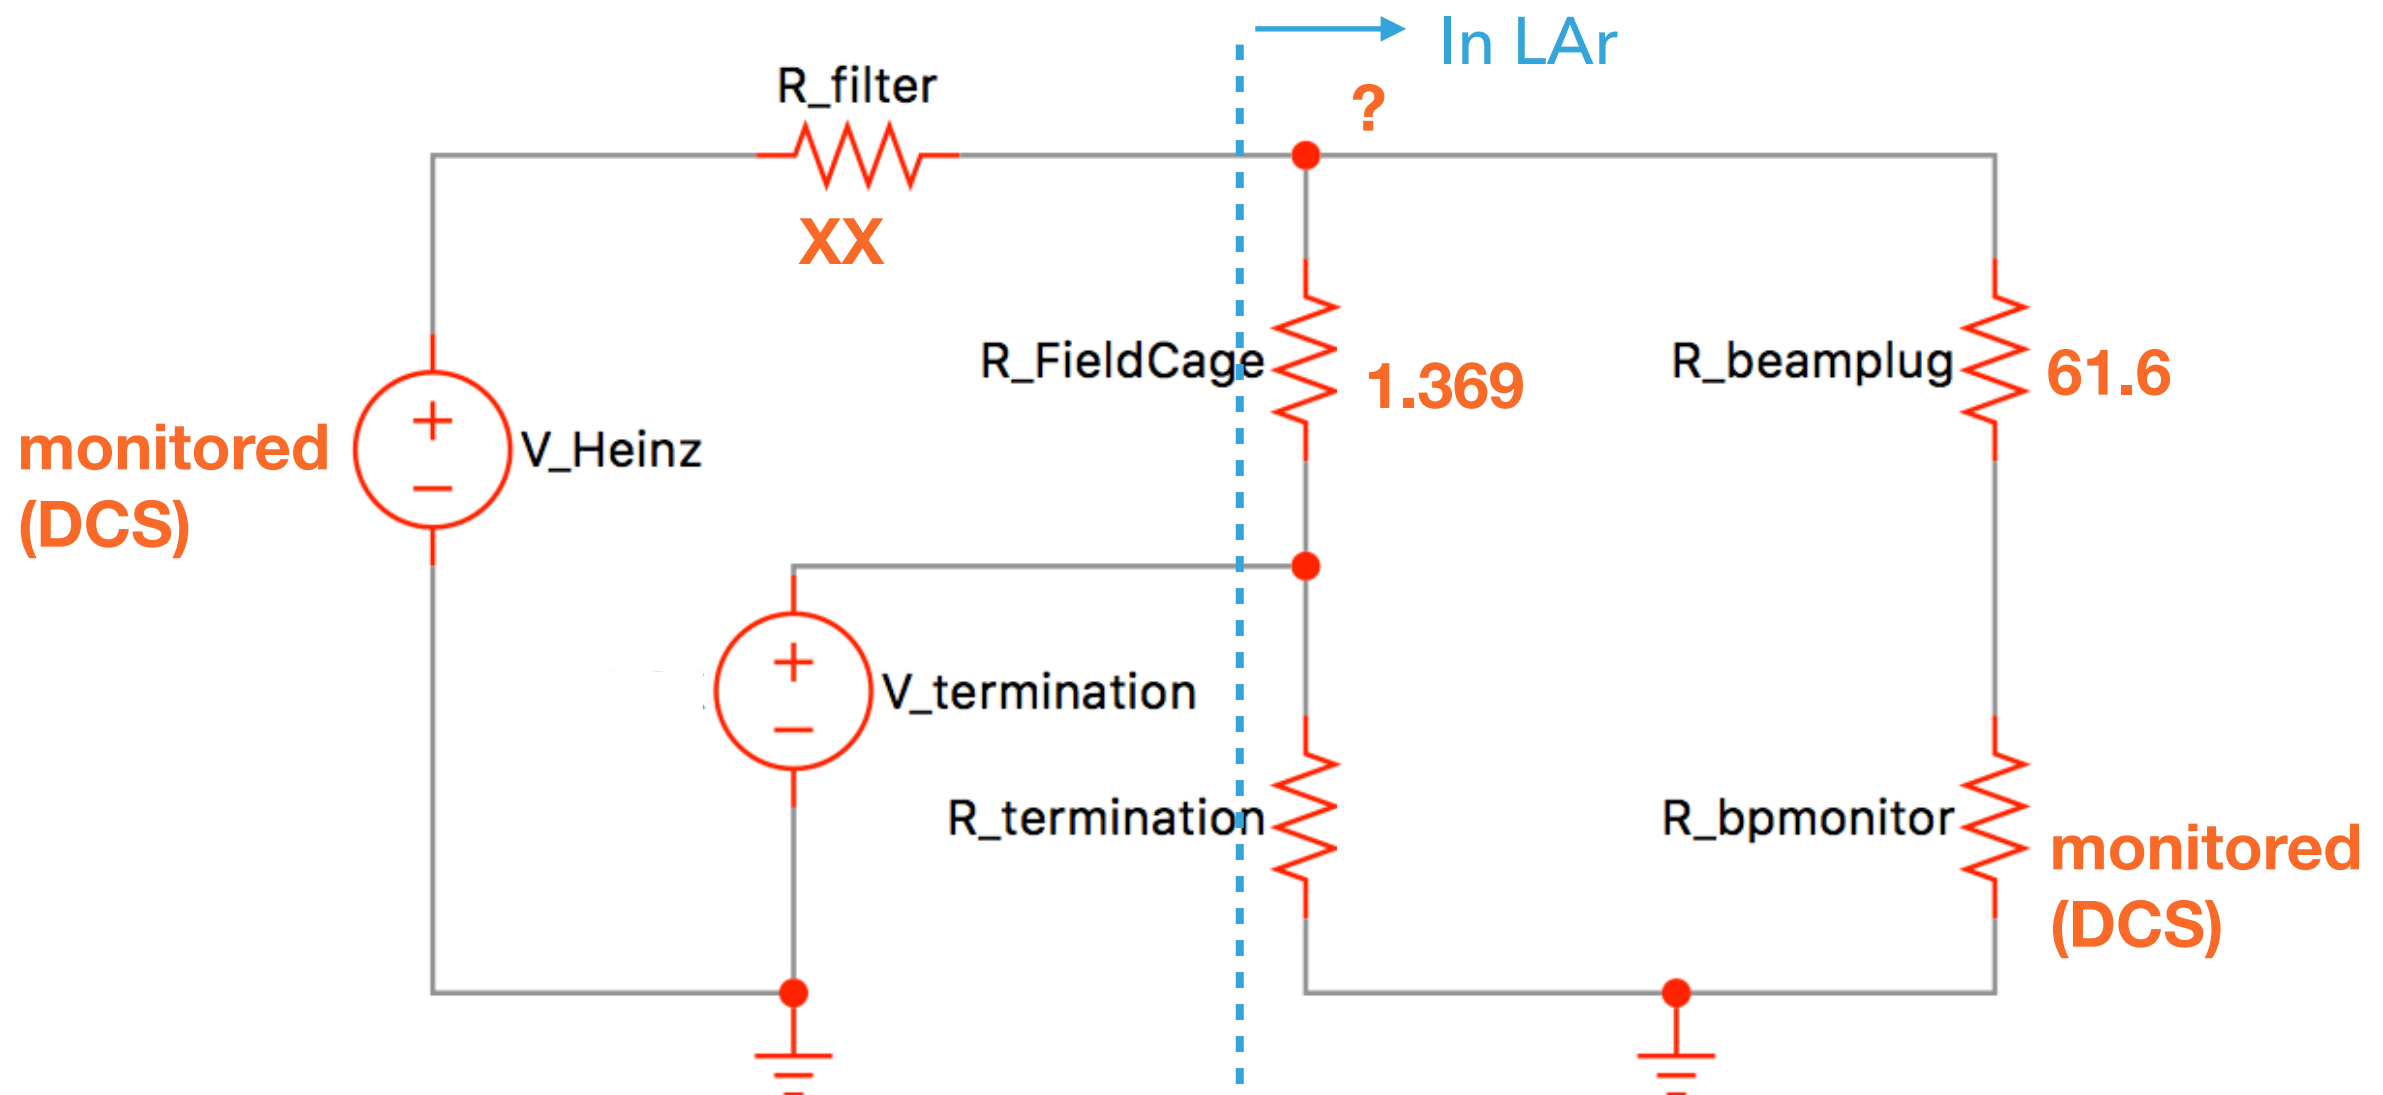 In LAr
R_filter
?
XX
R_FieldCage
1.369
R_beamplug
61.6
monitored
(DCS)
V_Heinz
V_termination
R_termination
R_bpmonitor
monitored
(DCS)